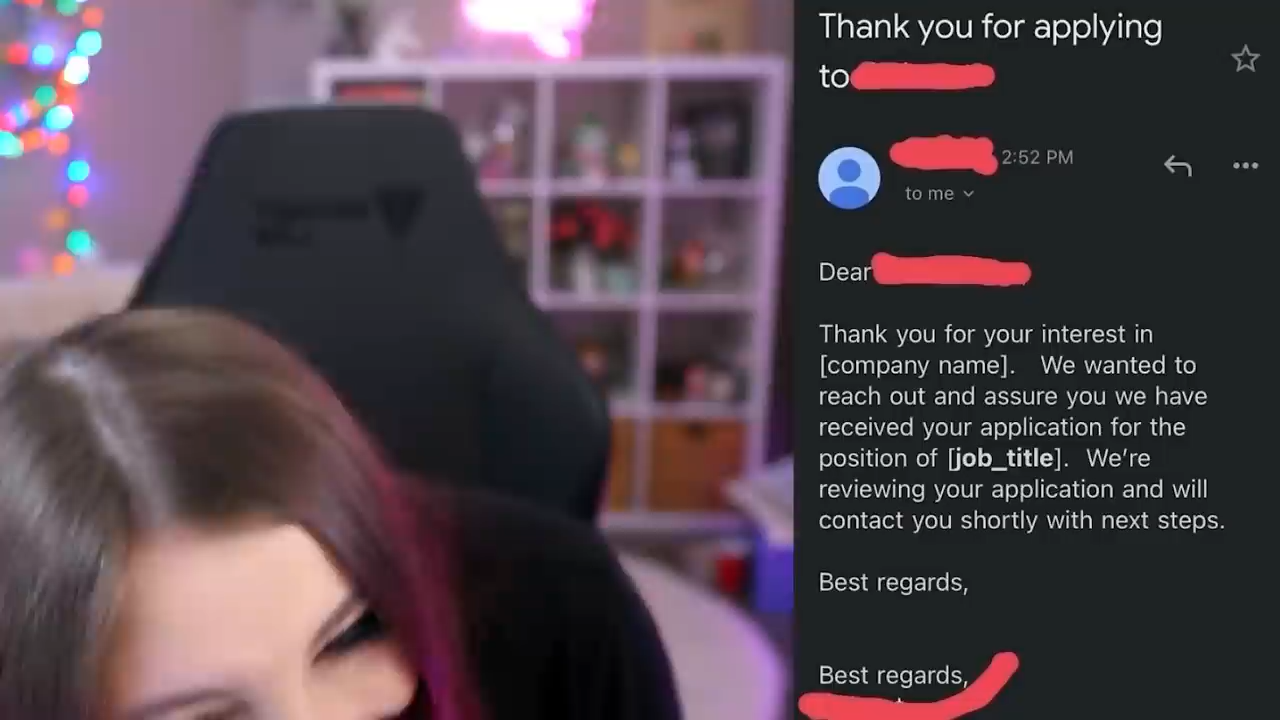 Thank you for applying
to
2:52 PM
to me
Dear
Thank you for your interest in
[company name].   We wanted to
reach out and assure you we have
received your application for the
position of [job_title].  We’re
reviewing your application and will
contact you shortly with next steps.
Best regards,
Best regards,